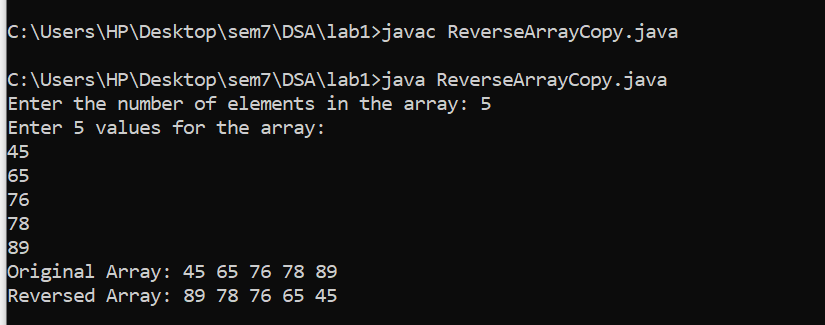 C:\Users\HP\Desktop\sem7\DSA\lab1>javac ReverseArrayCopy.java
C:\Users\HP\Desktop\sem7\DSA\lab1>java ReverseArrayCopy.java
Enter the number of elements in the array: 5
Enter 5 values for the array:
45
65
76
78
89
Original Array: 45 65 76 78 89
Reversed Array: 89 78 76 65 45